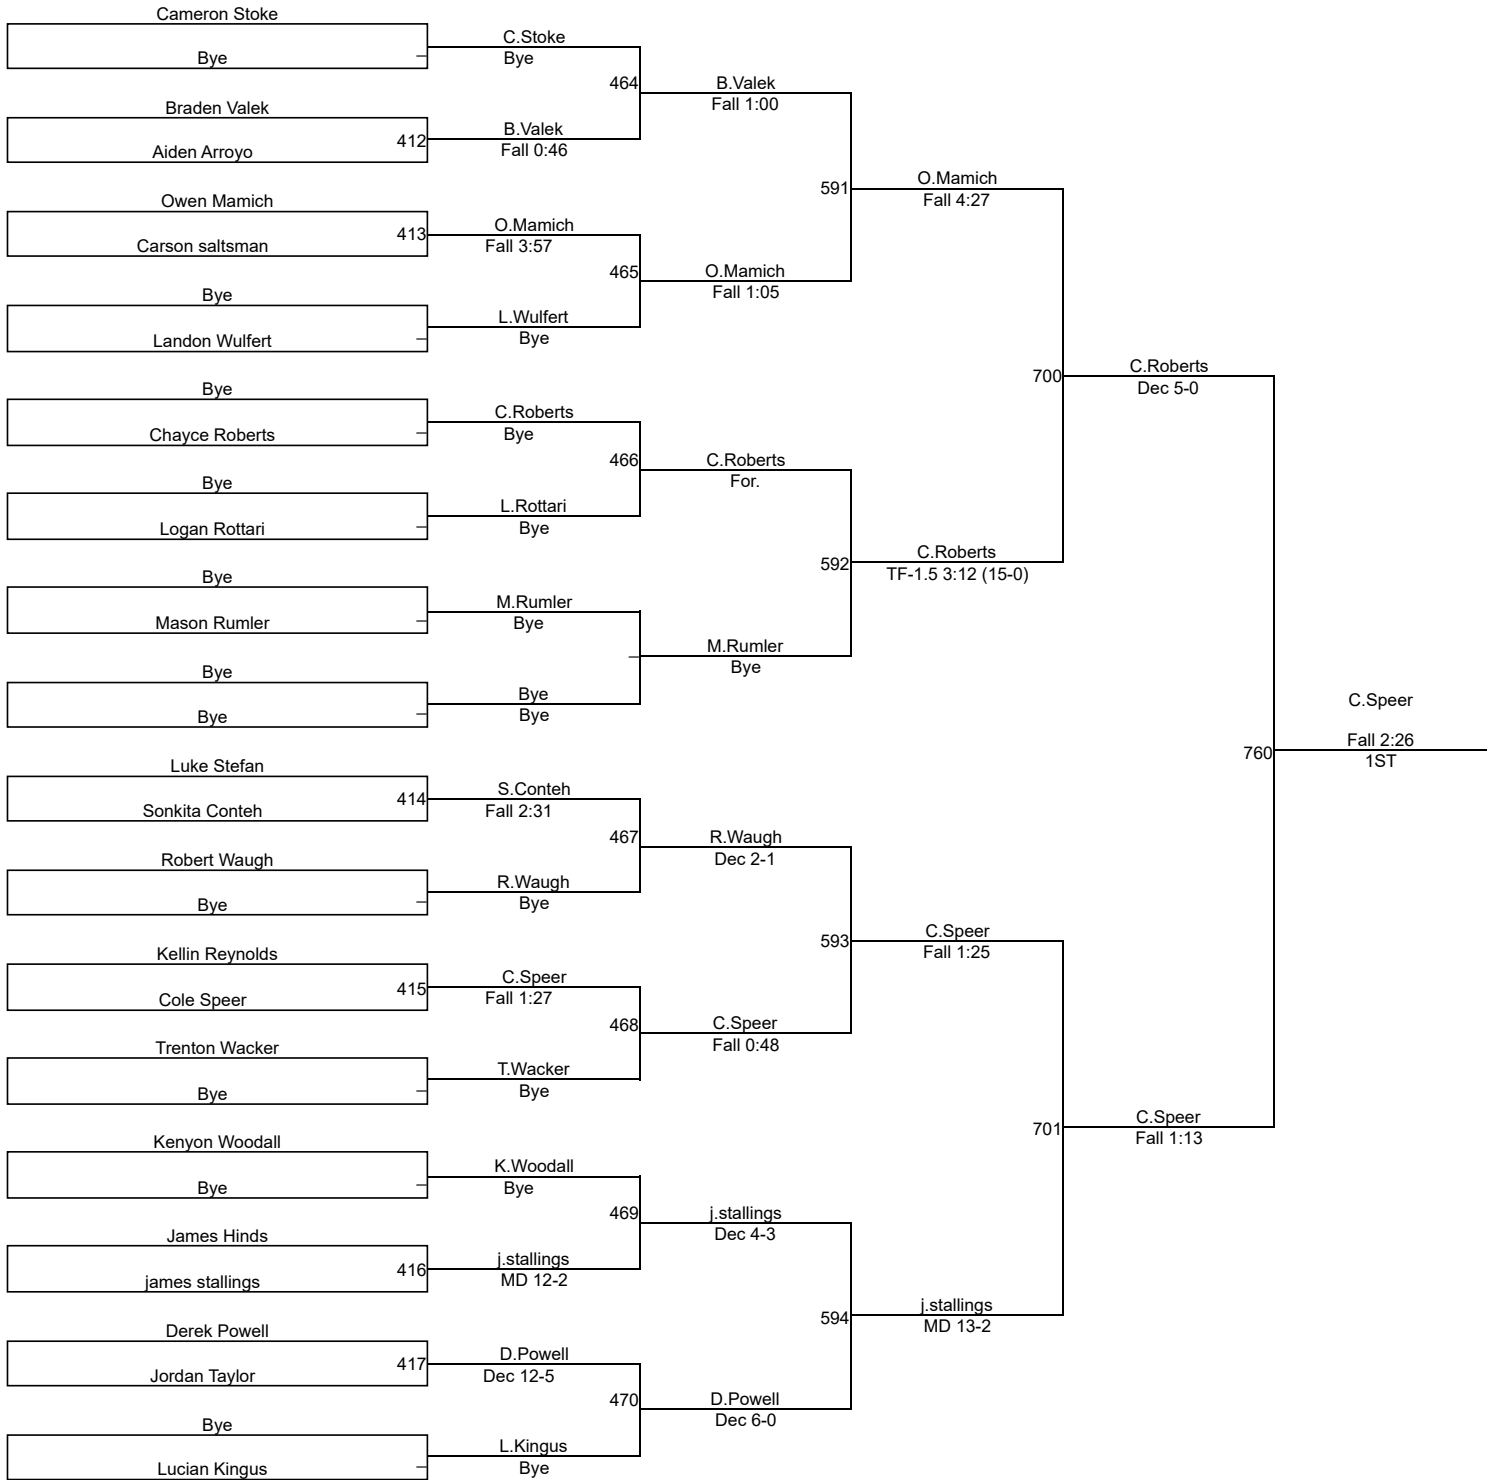 Cameron Stoke
Bye
C.Stoke
Bye
464
Braden Valek
412
Aiden Arroyo
B.Valek
Fall 0:46
B.Valek
Fall 1:00
591
Owen Mamich
413
Carson saltsman
O.Mamich
Fall 3:57
465
Bye
Landon Wulfert
L.Wulfert
Bye
O.Mamich
Fall 1:05
O.Mamich
Fall 4:27
700
Bye
Chayce Roberts
C.Roberts
Bye
466
Bye
Logan Rottari
L.Rottari
Bye
C.Roberts
For.
592
Bye
Mason Rumler
M.Rumler
Bye
Bye
Bye
Bye
Bye
M.Rumler
Bye
C.Roberts
TF-1.5 3:12 (15-0)
C.Roberts
Dec 5-0
760
Luke Stefan
414
Sonkita Conteh
S.Conteh
Fall 2:31
467
Robert Waugh
Bye
R.Waugh
Bye
R.Waugh
Dec 2-1
593
Kellin Reynolds
415
Cole Speer
C.Speer
Fall 1:27
468
Trenton Wacker
Bye
T.Wacker
Bye
C.Speer
Fall 0:48
C.Speer
Fall 1:25
701
Kenyon Woodall
Bye
K.Woodall
Bye
469
James Hinds
416
james stallings
j.stallings
MD 12-2
j.stallings
Dec 4-3
594
Derek Powell
417
Jordan Taylor
D.Powell
Dec 12-5
470
Bye
Lucian Kingus
L.Kingus
Bye
D.Powell
Dec 6-0
j.stallings
MD 13-2
C.Speer
Fall 1:13
C.Speer
Fall 2:26
1ST